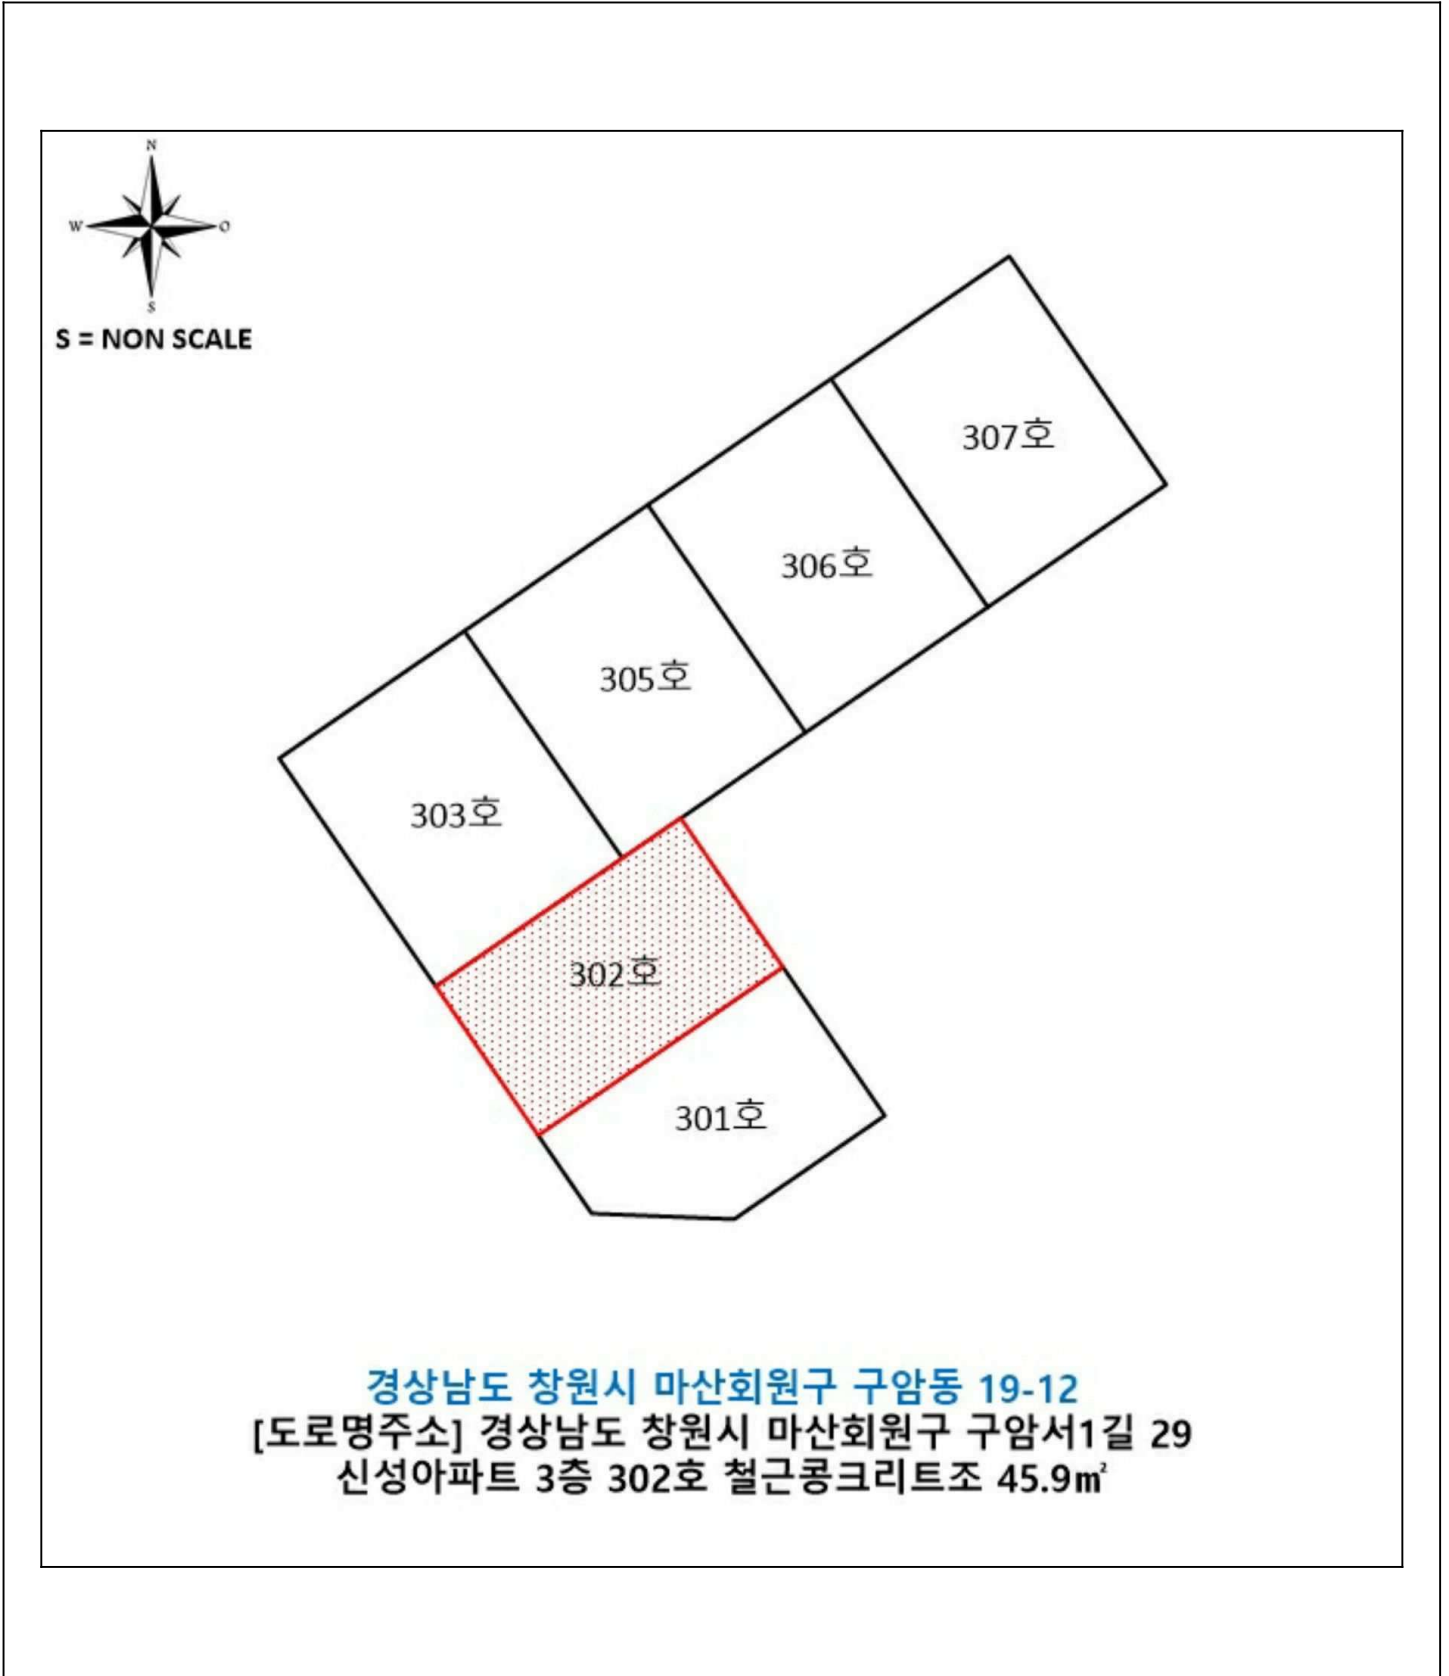 N
W
O
S
S = NON SCALE
307호
306호
305호
303호
302호
301호
경상남도 창원시 마산회원구 구암동 19-12
[도로명주소] 경상남도 창원시 마산회원구 구암서1길 29
신성아파트 3층 302호 철근콩크리트조 45.9㎡